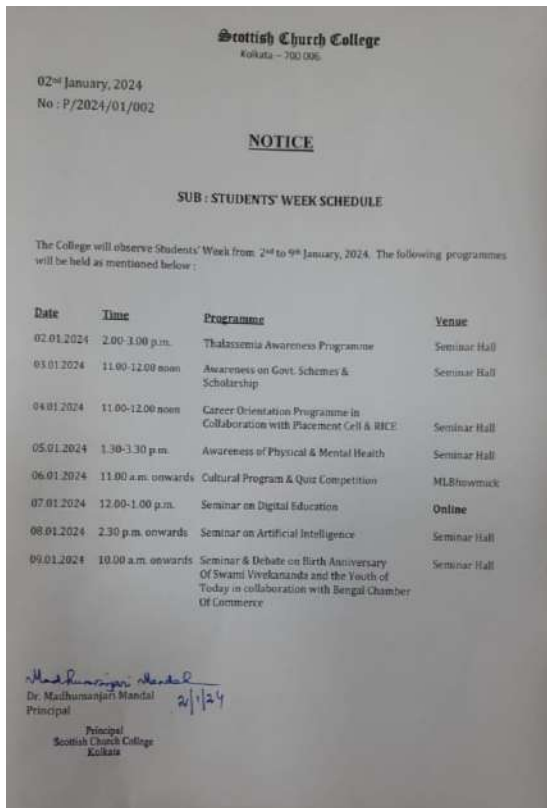 Scottish Church College
Kolkata – 700 006.
02nd January, 2024
No : P/2024/01/002
NOTICE
SUB : STUDENTS' WEEK SCHEDULE
The College will observe Students' Week from 2nd to 9th January, 2024. The following programmes
will be held as mentioned below :
Date Time Programme Venue
02.01.2024 2.00-3.00 p.m. Thalassemia Awareness Programme Seminar Hall
03.01.2024 11.00-12.00 noon Awareness on Govt. Schemes & Seminar Hall
Scholarship
04.01.2024 11.00-12.00 noon Career Orientation Programme in
Collaboration with Placement Cell & RICE Seminar Hall
05.01.2024 1.30-3.30 p.m. Awareness of Physical & Mental Health Seminar Hall
06.01.2024 11.00 a.m. onwards Cultural Program & Quiz Competition MLBhowmick
07.01.2024 12.00-1.00 p.m. Seminar on Digital Education Online
08.01.2024 2.30 p.m. onwards Seminar on Artificial Intelligence Seminar Hall
09.01.2024 10.00 a.m. onwards Seminar & Debate on Birth Anniversary Seminar Hall
Of Swami Vivekananda and the Youth of
Today in collaboration with Bengal Chamber
Of Commerce
Madhumanjari Mandal
Dr. Madhumanjari Mandal 2/1/24
Principal
Principal
Scottish Church College
Kolkata